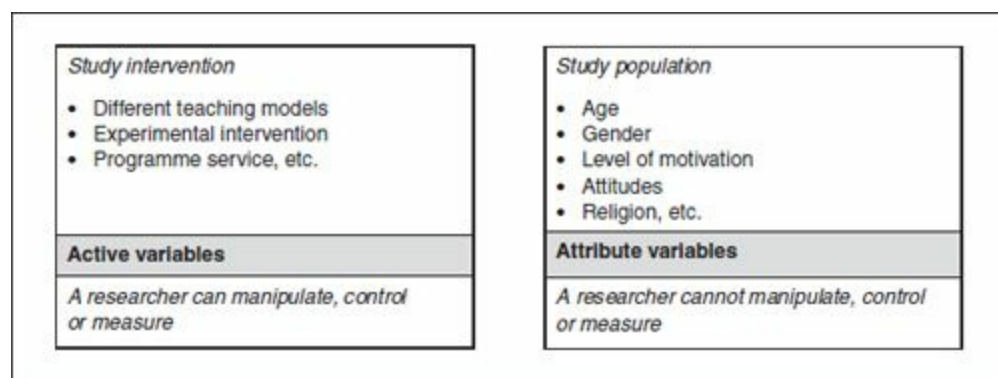 Study intervention
• Different teaching models
• Experimental intervention
• Programme service, etc.
Active variables
A researcher can manipulate, control
or measure
Study population
• Age
• Gender
• Level of motivation
• Attitudes
• Religion, etc.
Attribute variables
A researcher cannot manipulate, control
or measure